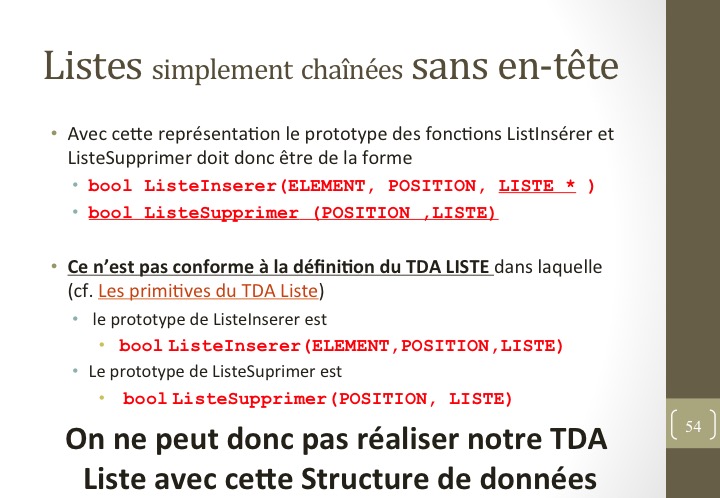 Listes simplement chaînées sans en-tête
• Avec cette représentation le prototype des fonctions ListInsérer et
ListeSupprimer doit donc être de la forme
• bool ListeInserer(ELEMENT, POSITION, LISTE * )
• bool ListeSupprimer (POSITION ,LISTE)
• Ce n’est pas conforme à la définition du TDA LISTE dans laquelle
(cf. Les primitives du TDA Liste)
• le prototype de ListeInserer est
• bool ListeInserer(ELEMENT,POSITION,LISTE)
• Le prototype de ListeSuprimer est
• bool ListeSupprimer(POSITION, LISTE)
54
On ne peut donc pas réaliser notre TDA
Liste avec cette Structure de données